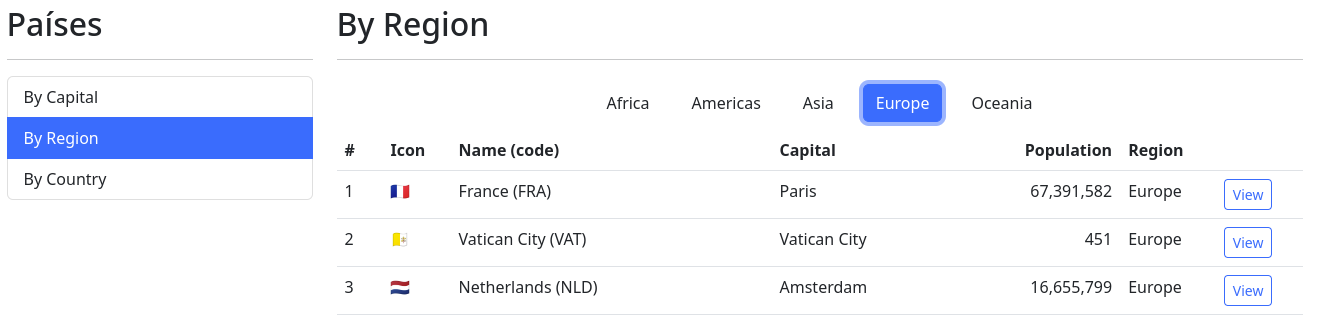 Países
By Capital
By Region
By Country
By Region
Africa Americas Asia Europe Oceania
# Icon Name (code) Capital Population Region
1 France (FRA) Paris 67,391,582 Europe View
2 Vatican City (VAT) Vatican City 451 Europe View
3 Netherlands (NLD) Amsterdam 16,655,799 Europe View